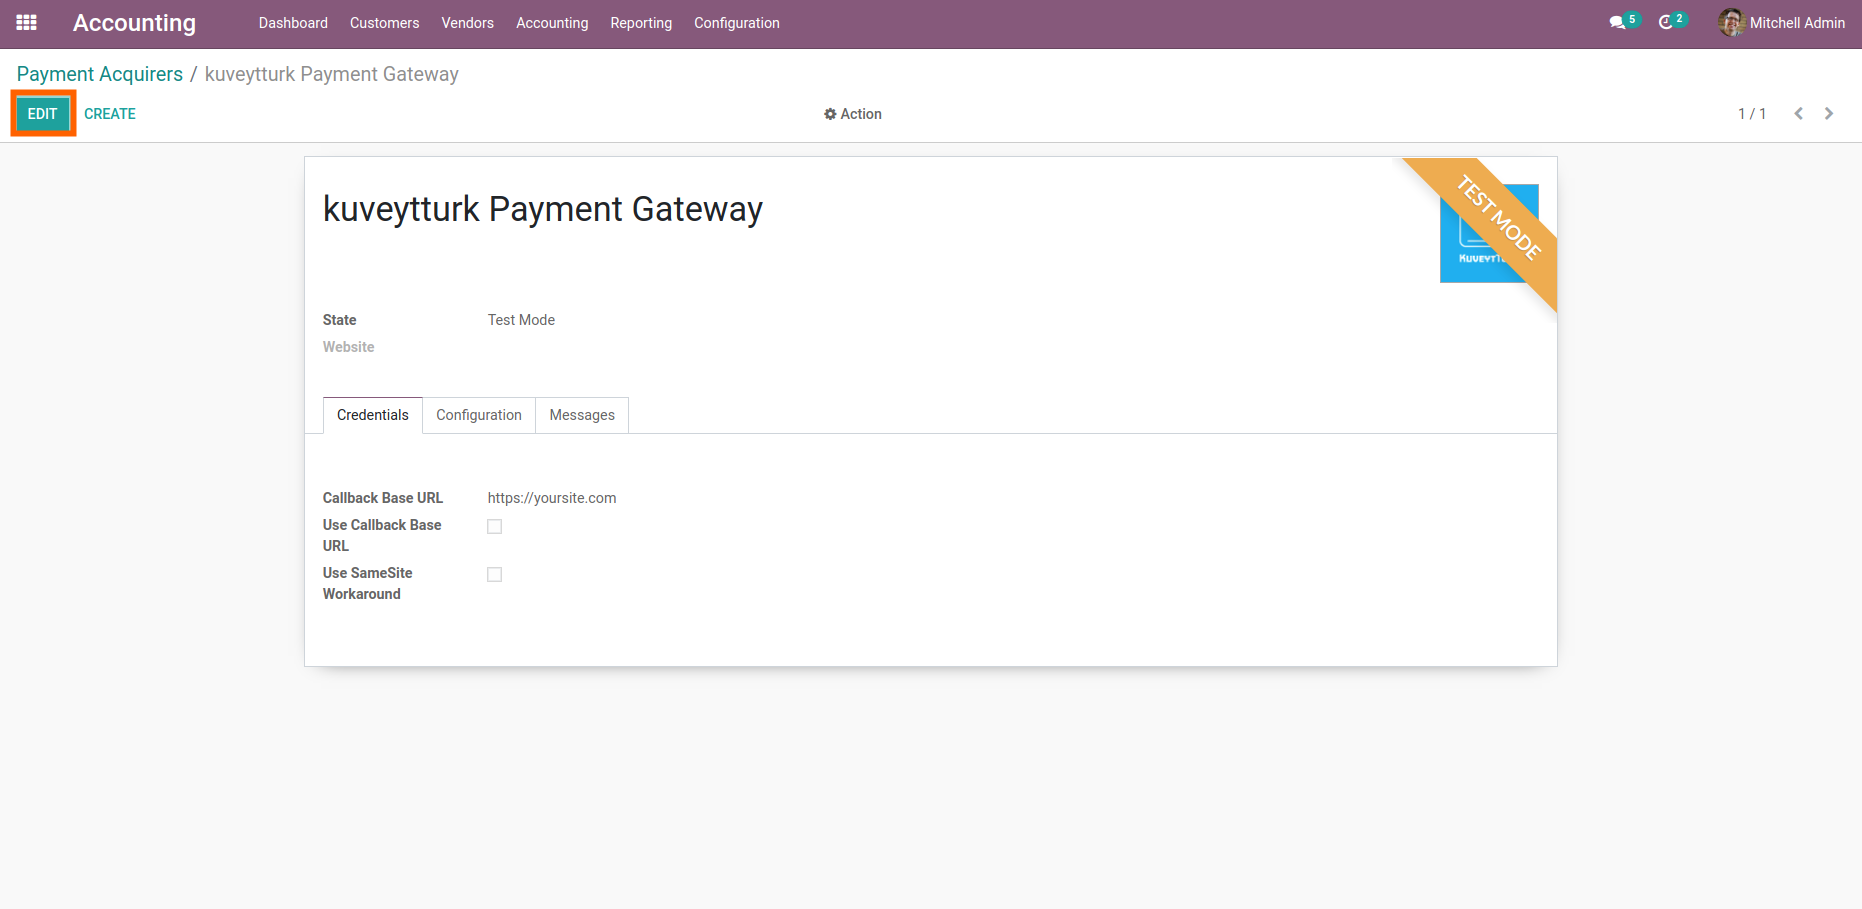 Accounting Dashboard Customers Vendors Accounting Reporting Configuration 5 2 Mitchell Admin
Payment Acquirers / kuveytturk Payment Gateway
EDIT CREATE Action 1 / 1
kuveytturk Payment Gateway
TEST MODE
State Test Mode
Website
Credentials Configuration Messages
Callback Base URL https://yoursite.com
Use Callback Base
URL
Use SameSite
Workaround